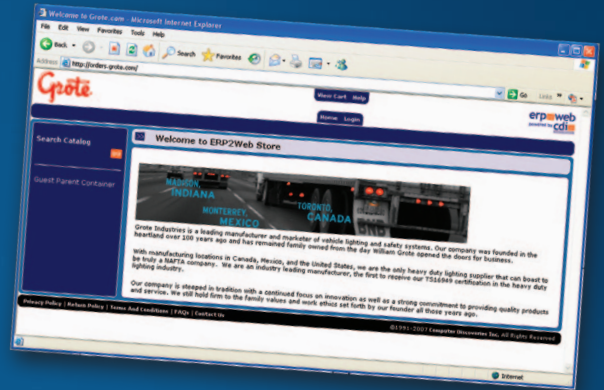 Welcome to Grote.com - Microsoft Internet Explorer
File Edit View Favorites Tools Help
Back Search Favorites
Address http://orders.grote.com/ Go Links
Grote
View Cart Help
erp web
powered by cdi
Home Login
Search Catalog
Welcome to ERP2Web Store
Guest Parent Container
MADISON,
INDIANA
MONTERREY,
MEXICO
TORONTO,
CANADA
Grote Industries is a leading manufacturer and marketer of vehicle lighting and safety systems. Our company was founded in the
heartland over 100 years ago and has remained family owned from the day William Grote opened the doors for business.
With manufacturing locations in Canada, Mexico, and the United States, we are the only heavy duty lighting supplier that can boast to
be truly a NAFTA company. We are an industry leading manufacturer, the first to receive our TS16949 certification in the heavy duty
lighting industry.
Our company is steeped in tradition with a continued focus on innovation as well as a strong commitment to providing quality products
and service. We still hold firm to the family values and work ethics set forth by our founder all those years ago.
Privacy Policy | Return Policy | Terms And Conditions | FAQs | Contact Us
©1991-2007 Computer Discoveries Inc. All Rights Reserved
Internet